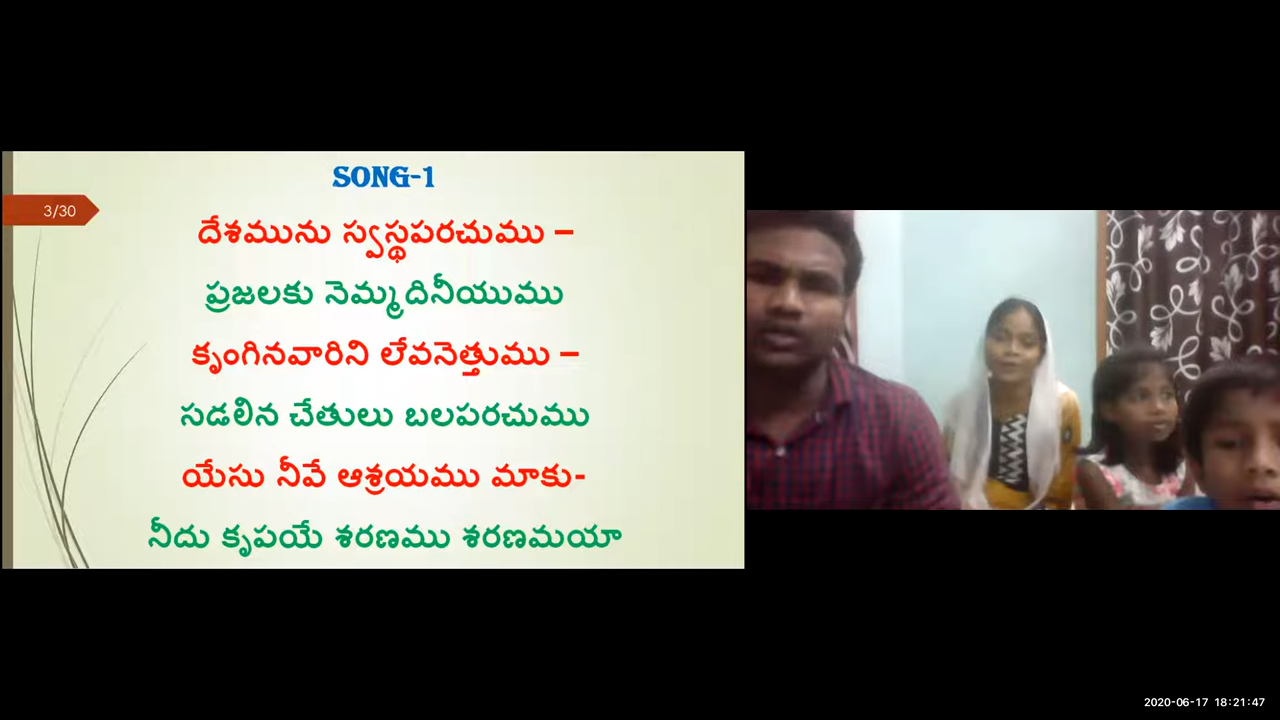 SONG-1
3/30
దేశమును స్వస్థపరచుము –
ప్రజలకు నెమ్మదినీయుము
కృంగినవారిని లేవనెత్తుము –
సడలిన చేతులు బలపరచుము
యేసు నీవే ఆశ్రయము మాకు-
నీదు కృపయే శరణము శరణమయా
2020-06-17 18:21:47